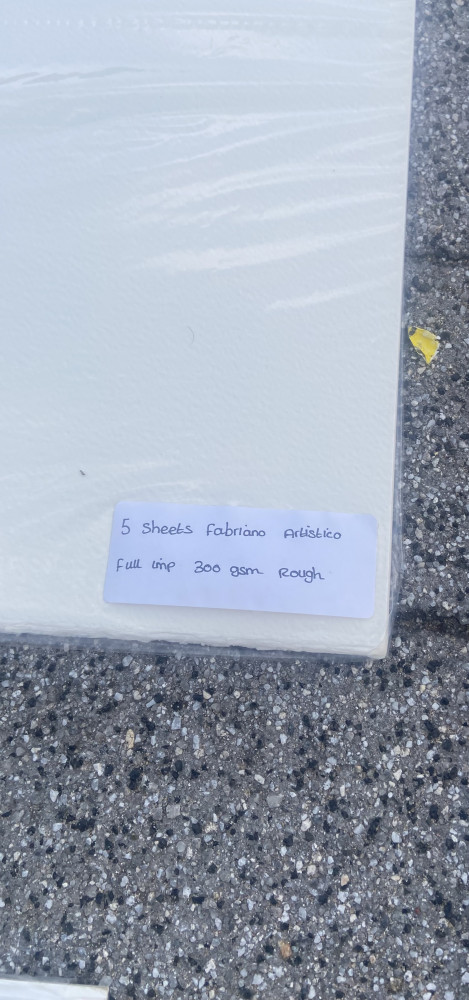 5 Sheets Fabriano Artistico
Full imp 300 gsm Rough